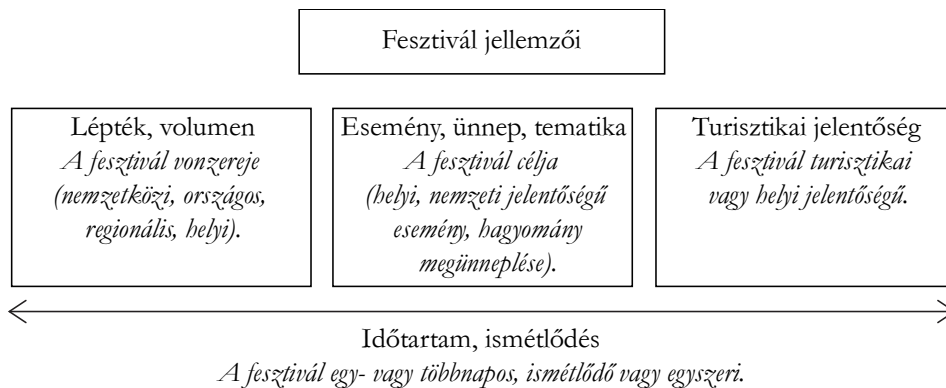 Fesztivál jellemzői
Lépték, volumen
A fesztivál vonzereje
(nemzetközi, országos,
regionális, helyi).
Esemény, ünnep, tematika
A fesztivál célja
(helyi, nemzeti jelentőségű
esemény, hagyomány
megünneplése).
Turisztikai jelentőség
A fesztivál turisztikai
vagy helyi jelentőségű.
Időtartam, ismétlődés
A fesztivál egy- vagy többnapos, ismétlődő vagy egyszeri.